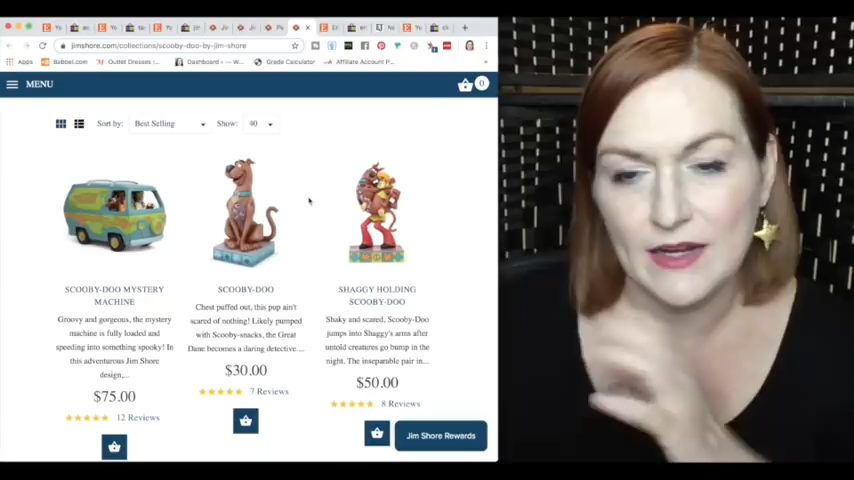 jimshore.com/collections/scooby-doo-by-jim-shore
Babbel.com
Outlet Dresses |...
Dashboard
Grade Calculator
Affiliate Account P...
MENU
0
Sort by:
Best Selling
Show:
40
SCOOBY-DOO MYSTERY
MACHINE
Groovy and gorgeous, the mystery
machine is fully loaded and
speeding into something spooky! In
this adventurous Jim Shore
design,...
$75.00
12 Reviews
SCOOBY-DOO
Chest puffed out, this pup ain't
scared of nothing! Likely pumped
with Scooby-snacks, the Great
Dane becomes a daring detective....
$30.00
7 Reviews
SHAGGY HOLDING
SCOOBY-DOO
Shaky and scared, Scooby-Doo
jumps into Shaggy's arms after
untold creatures go bump in the
night. The inseparable pair in...
$50.00
8 Reviews
Jim Shore Rewards